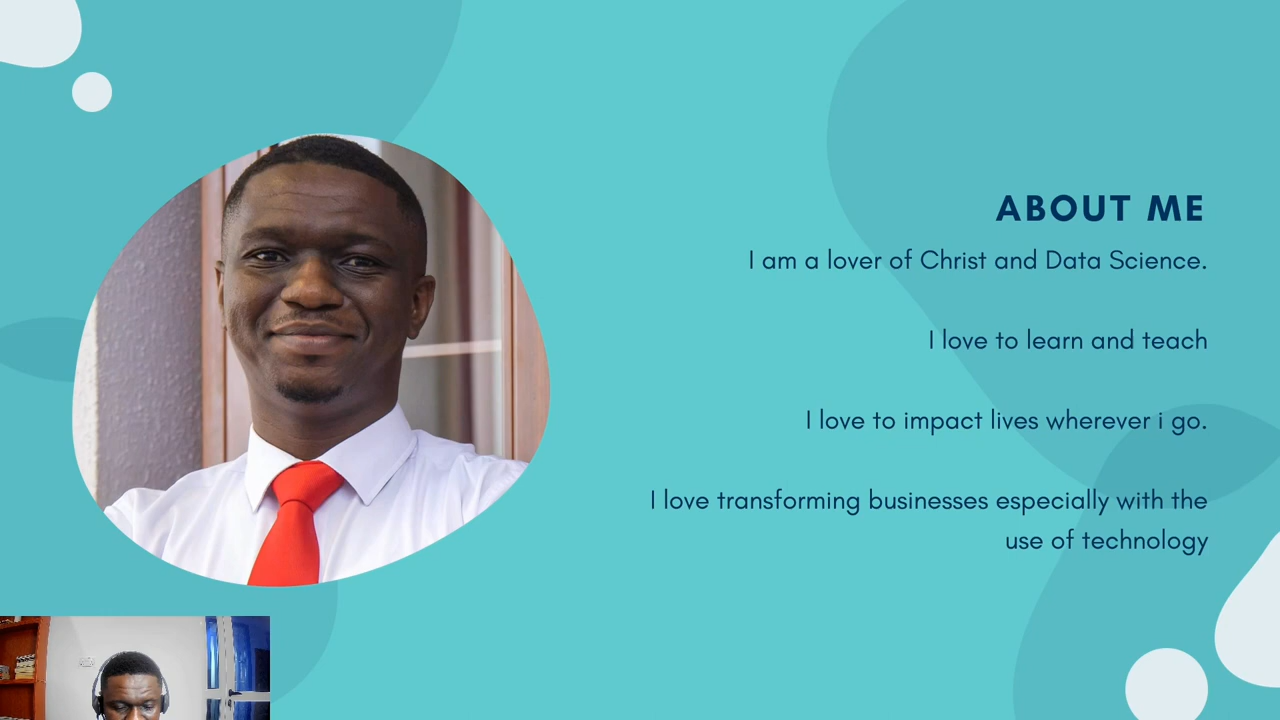 ABOUT ME
I am a lover of Christ and Data Science.
I love to learn and teach
I love to impact lives wherever i go.
I love transforming businesses especially with the
use of technology